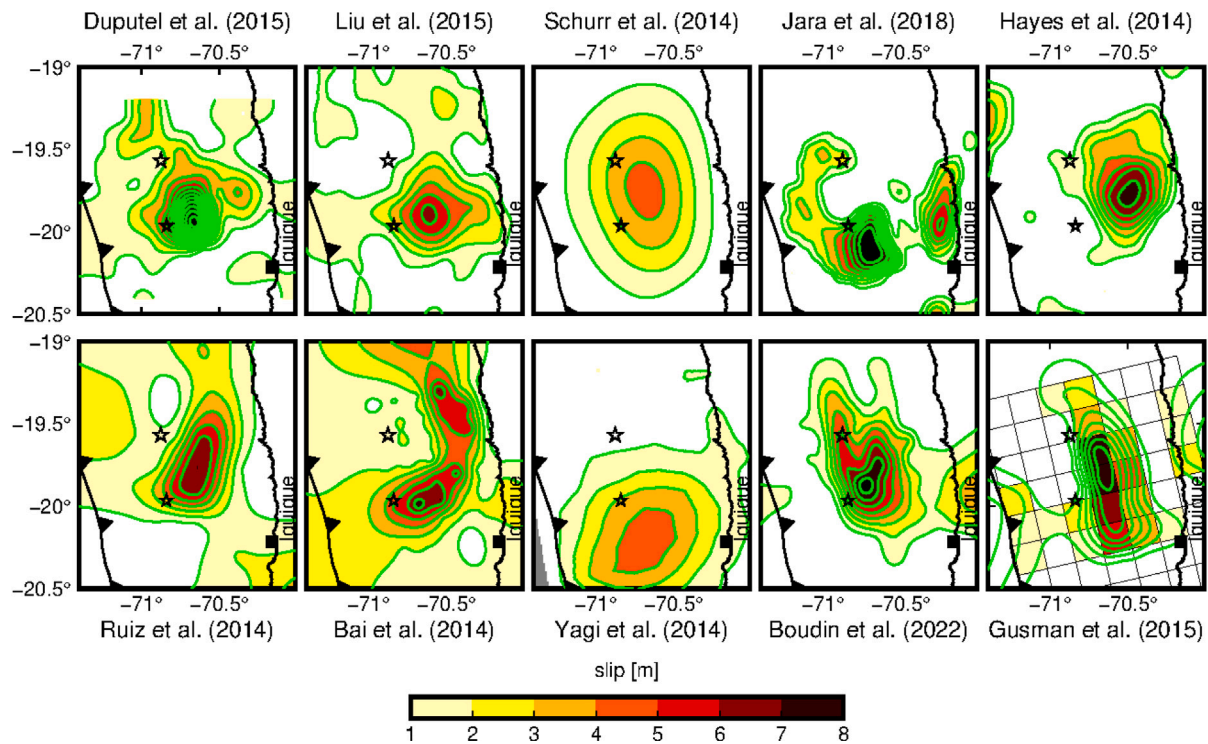 Duputel et al. (2015) Liu et al. (2015) Schurr et al. (2014) Jara et al. (2018) Hayes et al. (2014)
−71° −70.5° −71° −70.5° −71° −70.5° −71° −70.5° −71° −70.5°
−19°
−19.5°
−20°
−20.5°
Iquique Iquique Iquique Iquique Iquique
−19°
−19.5°
−20°
−20.5°
Iquique Iquique Iquique Iquique Iquique
−71° −70.5° −71° −70.5° −71° −70.5° −71° −70.5° −71° −70.5°
Ruiz et al. (2014) Bai et al. (2014) Yagi et al. (2014) Boudin et al. (2022) Gusman et al. (2015)
slip [m]
1 2 3 4 5 6 7 8